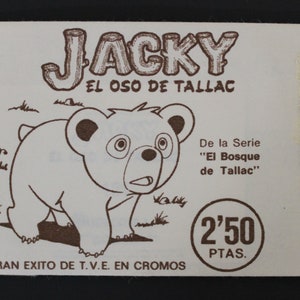 JACKY
EL OSO DE TALLAC
De la Serie
"El Bosque
de Tallac"
2'50
PTAS.
RAN EXITO DE T.V.E. EN CROMOS